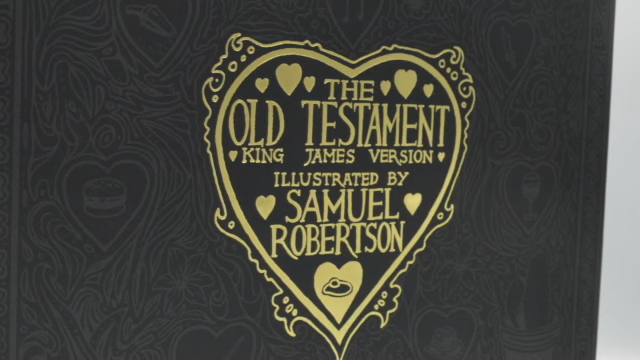 THE
OLD TESTAMENT
KING JAMES VERSION
ILLUSTRATED BY
SAMUEL
ROBERTSON